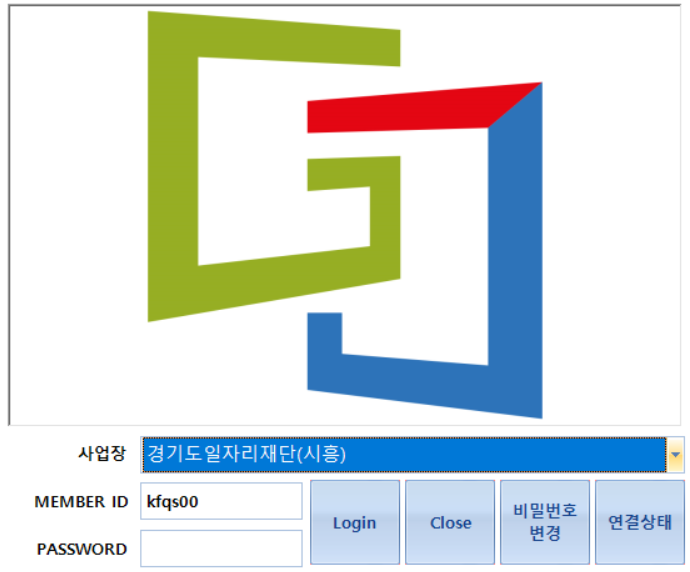 사업장
경기도일자리재단(시흥)
MEMBER ID
kfqs00
PASSWORD
Login
Close
비밀번호
변경
연결상태